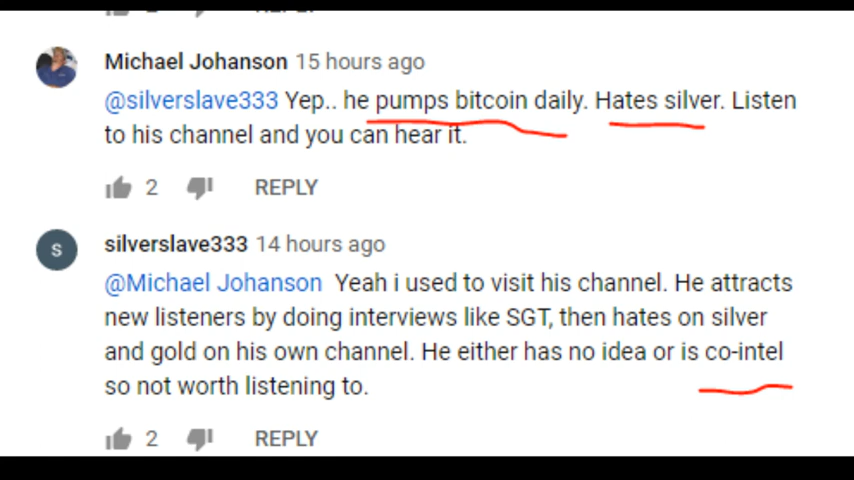 Michael Johanson 15 hours ago
@silverslave333 Yep.. he pumps bitcoin daily. Hates silver. Listen
to his channel and you can hear it.
2 REPLY
S silverslave333 14 hours ago
@Michael Johanson Yeah i used to visit his channel. He attracts
new listeners by doing interviews like SGT, then hates on silver
and gold on his own channel. He either has no idea or is co-intel
so not worth listening to.
2 REPLY